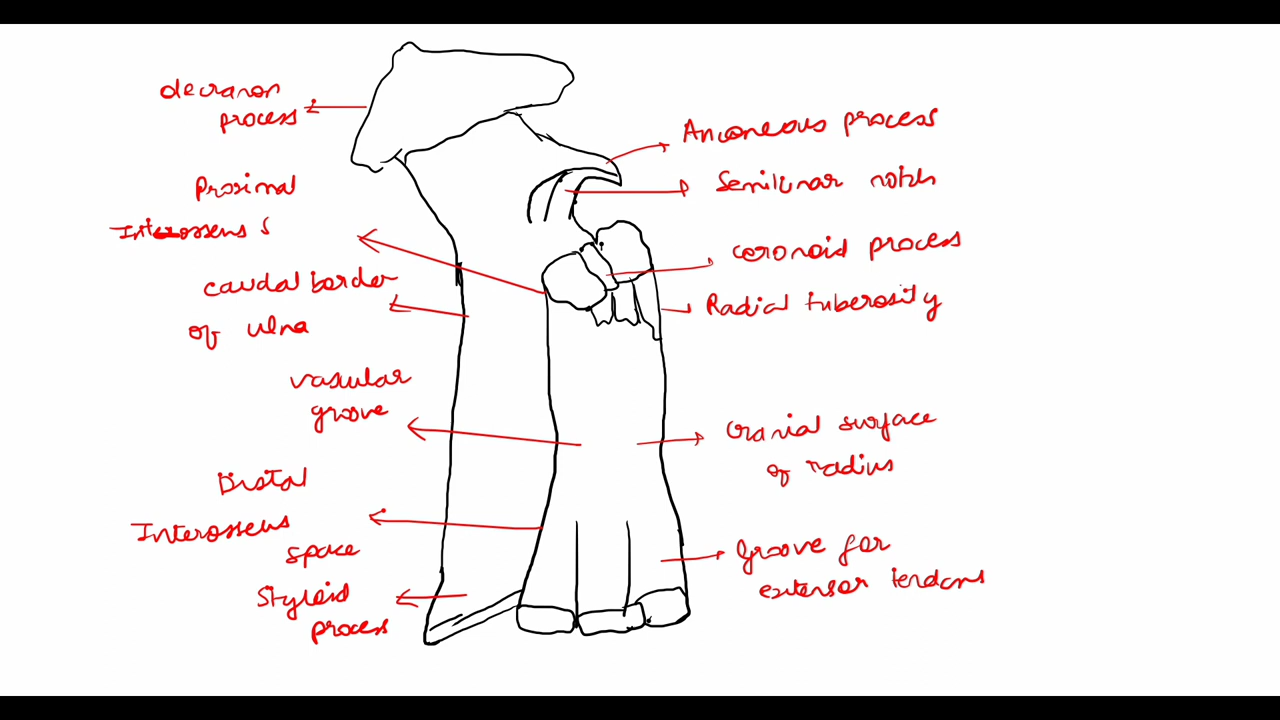 olecranon
process
Proximal
Interosseus S
caudal border
of ulna
vascular
groove
Distal
Interosseus
space
Styloid
process
Anconeous process
Semilunar notch
coronoid process
Radial tuberosity
cranial surface
of radius
Groove for
extensor tendons